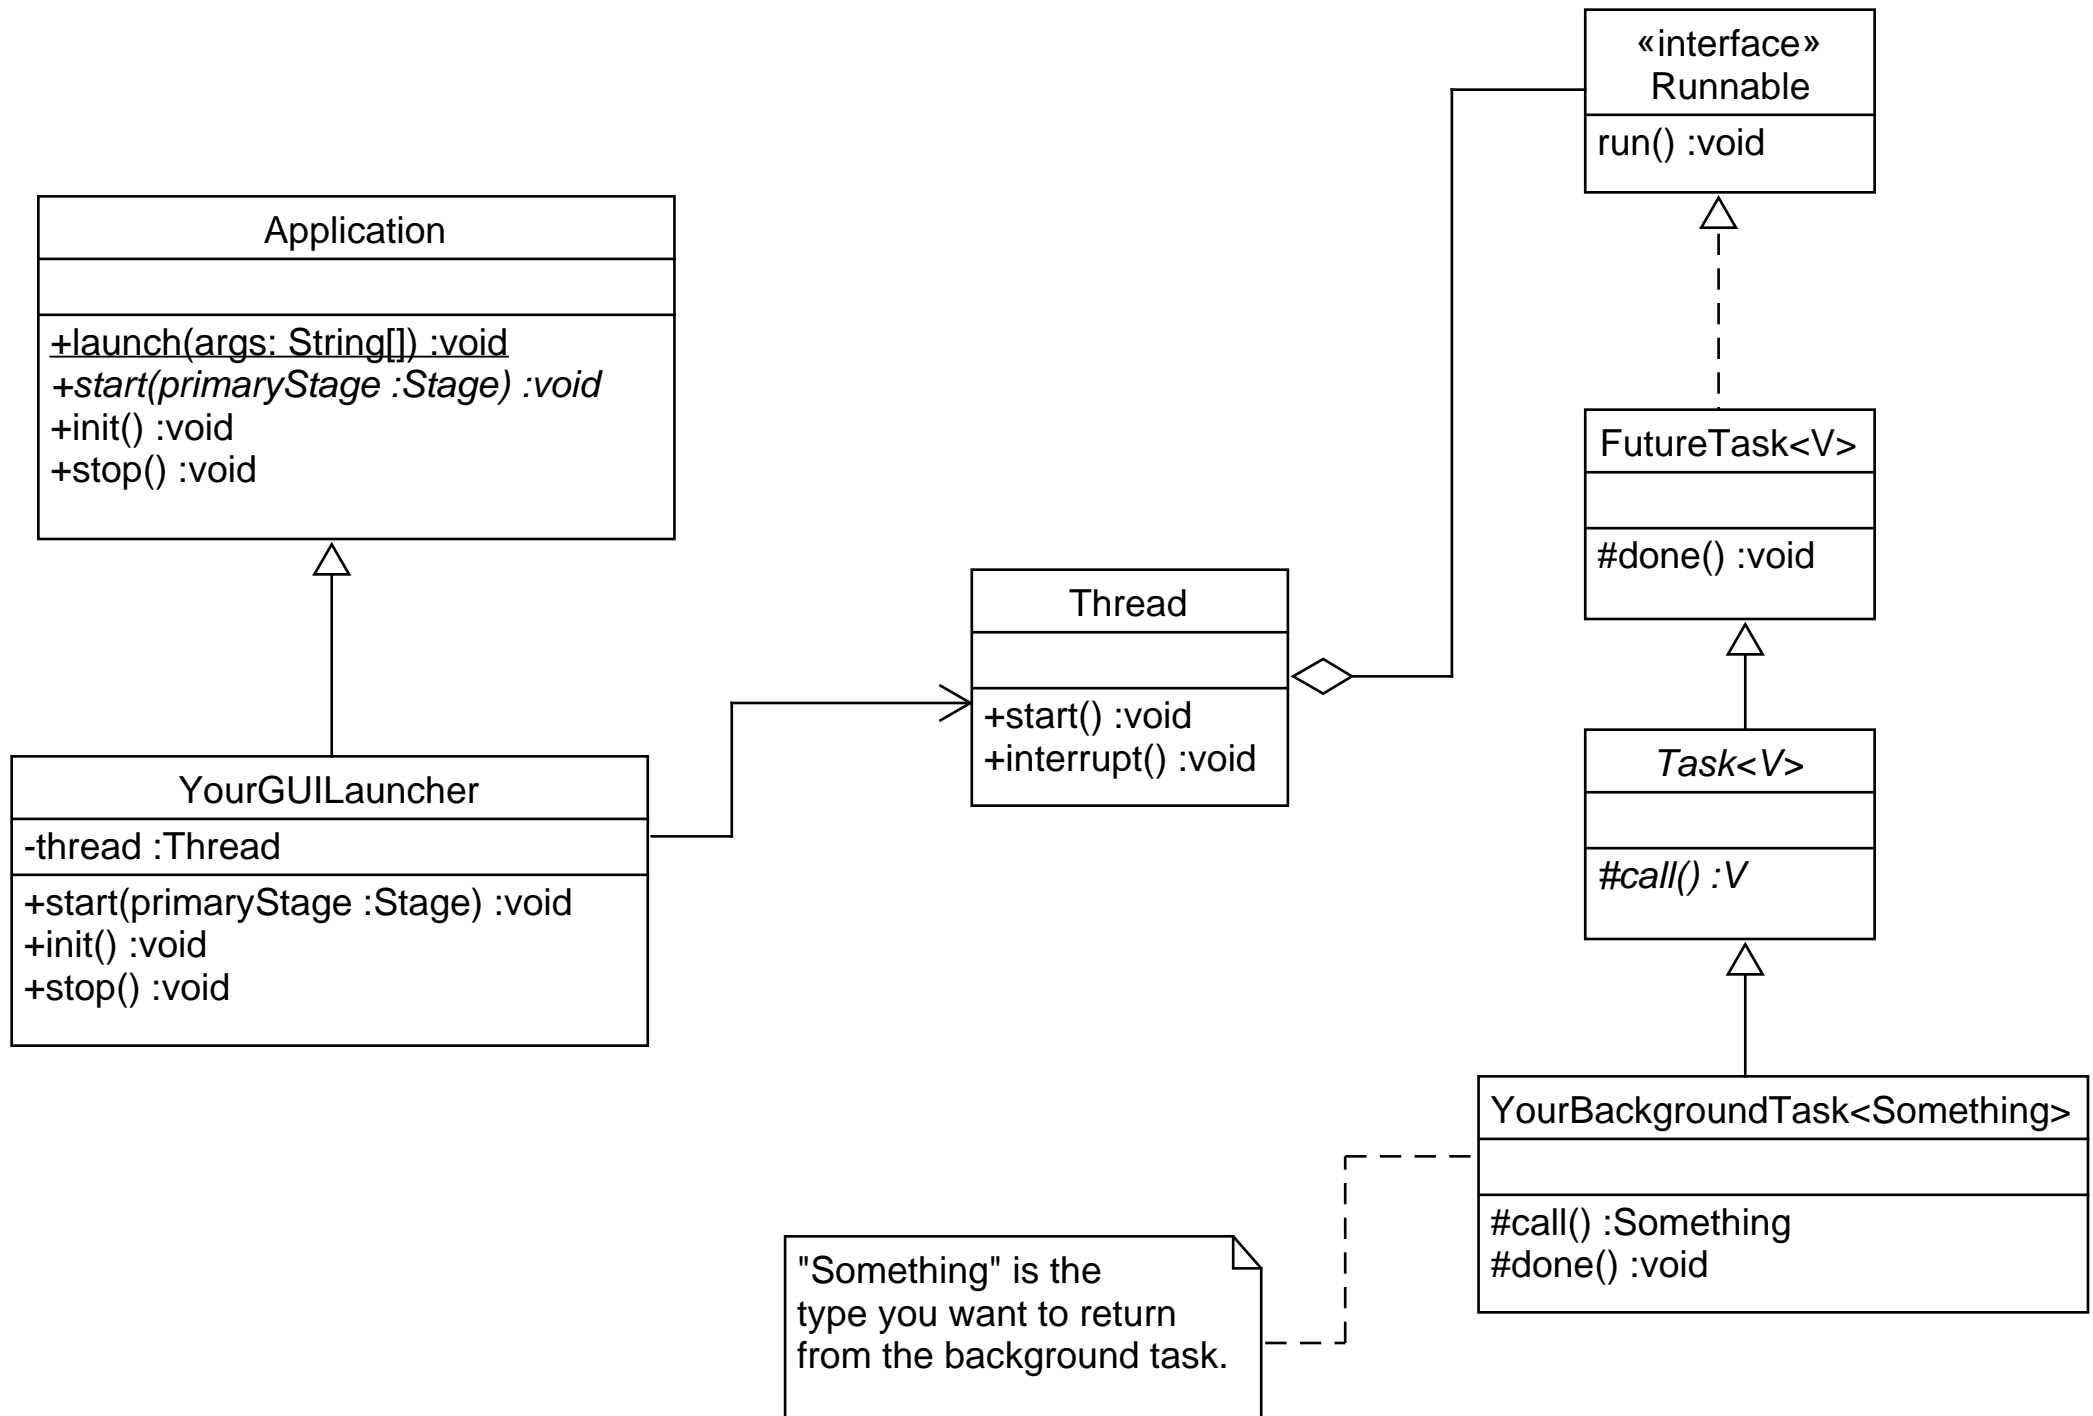 «interface»
Runnable
run() :void
Application
+launch(args: String[]) :void
+start(primaryStage :Stage) :void
+init() :void
+stop() :void
FutureTask<V>
#done() :void
Thread
+start() :void
+interrupt() :void
YourGUILauncher
-thread :Thread
+start(primaryStage :Stage) :void
+init() :void
+stop() :void
Task<V>
#call() :V
YourBackgroundTask<Something>
#call() :Something
#done() :void
"Something" is the
type you want to return
from the background task.